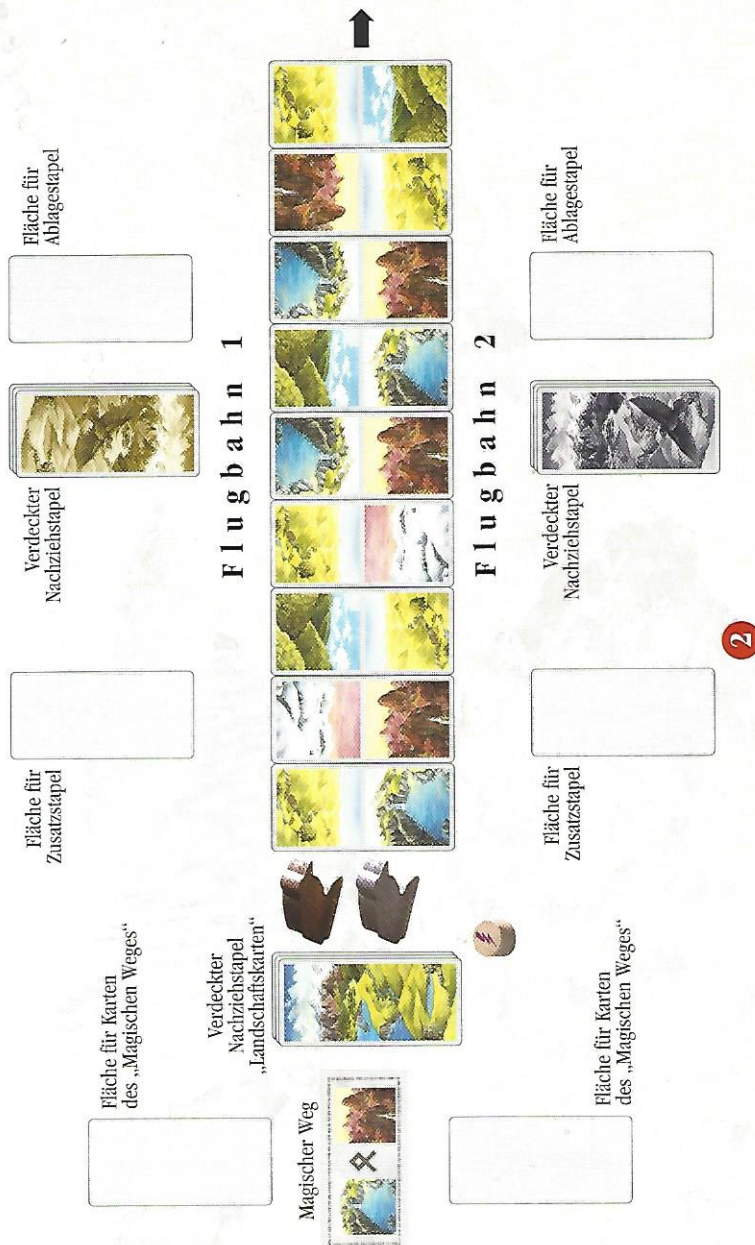 Fläche für Karten
des „Magischen Weges“
Fläche für
Zusatzstapel
Verdeckter
Nachziehstapel
Fläche für
Ablagestapel
Flugbahn 1
Magischer Weg
Verdeckter
Nachziehstapel
„Landschaftskarten“
Flugbahn 2
Fläche für Karten
des „Magischen Weges“
Fläche für
Zusatzstapel
Verdeckter
Nachziehstapel
Fläche für
Ablagestapel
2